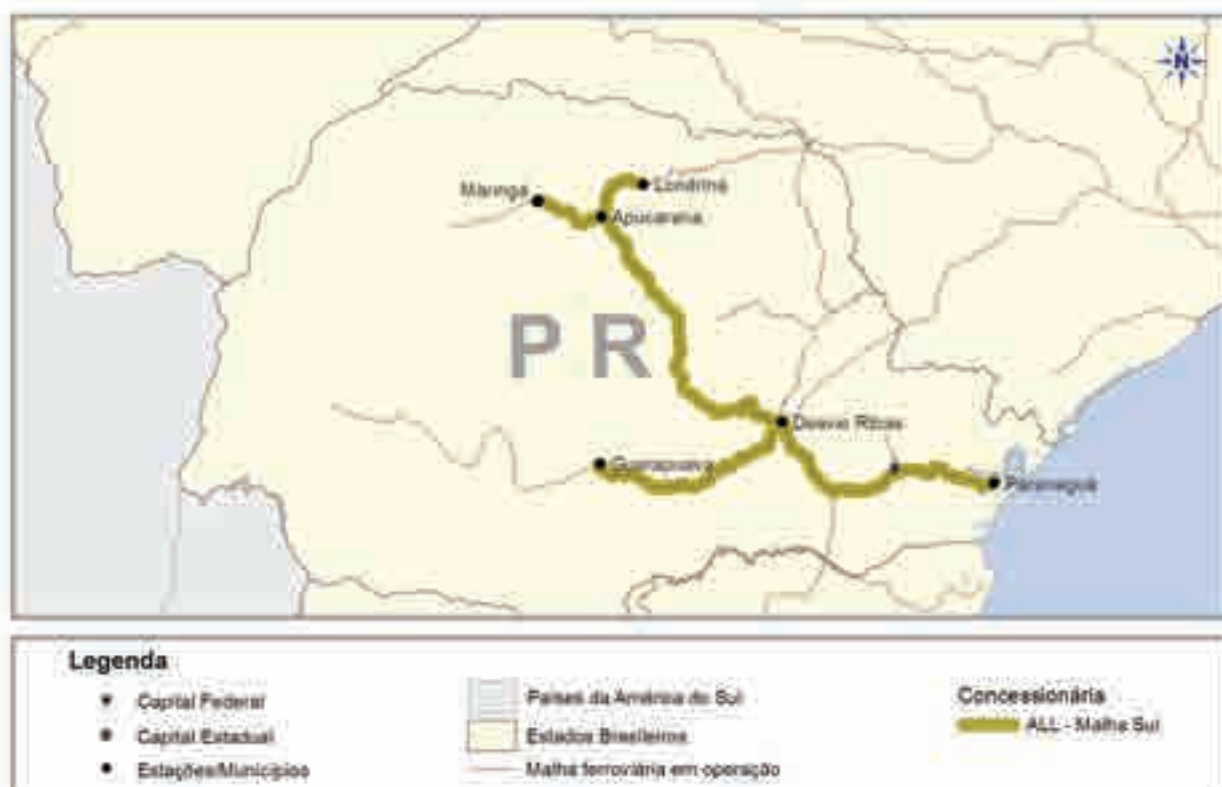 N
Londrina
Maringá
Apucarana
PR
Desvio Ribas
Guarapuava
Paranaguá
Legenda
Capital Federal
Capital Estadual
Estações/Municípios
Países da América do Sul
Estados Brasileiros
Malha ferroviária em operação
Concessionária
ALL - Malha Sul